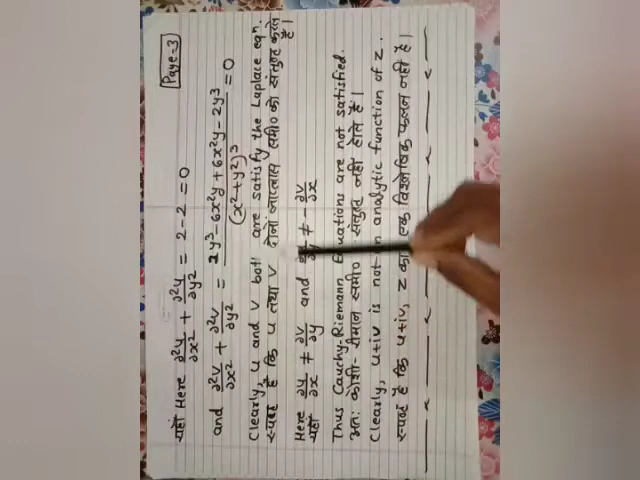 Page-3
यहाँ Here ∂²u/∂x² + ∂²u/∂y² = 2-2 = 0
and ∂²v/∂x² + ∂²v/∂y² = 2y³-6x²y+6x²y-2y³/(x²+y²)³ = 0
Clearly, u and v bot are satisfy the Laplace eqn.
स्पष्ट है कि u तथा v दोनों लाप्लास समी० को संतुष्ट करते है।
Here ∂u/∂x ≠ ∂v/∂y and ≠ -∂v/∂x
यहाँ
Thus Cauchy-Riemann Equations are not satisfied.
अतः कोशी-रीमान समी० संतुष्ट नहीं होते हैं।
Clearly, u+iv is not an analytic function of z.
स्पष्ट है कि u+iv, z का एक विश्लेषिक फलन नहीं है।